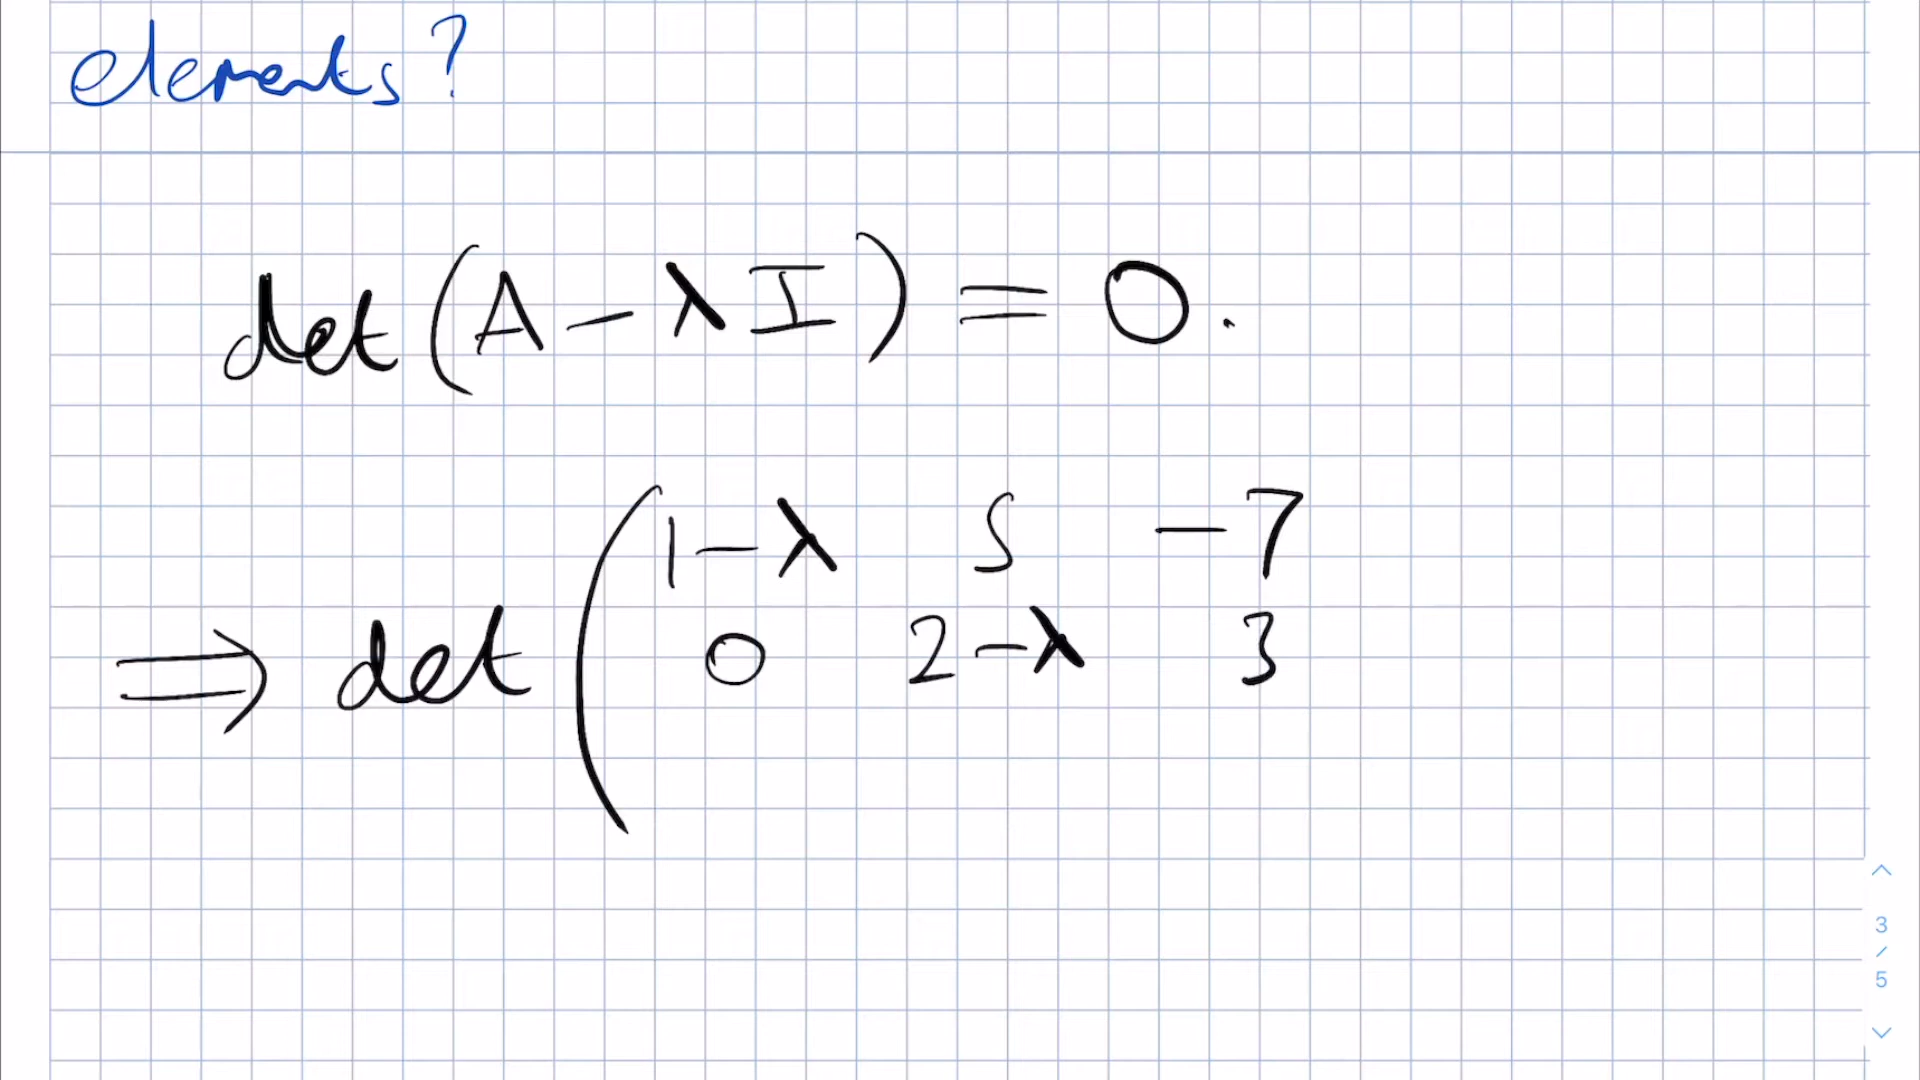 elements?
det(A - λI) = 0.
⇒ det( 1-λ 5 -7
0 2-λ 3
3
/
5